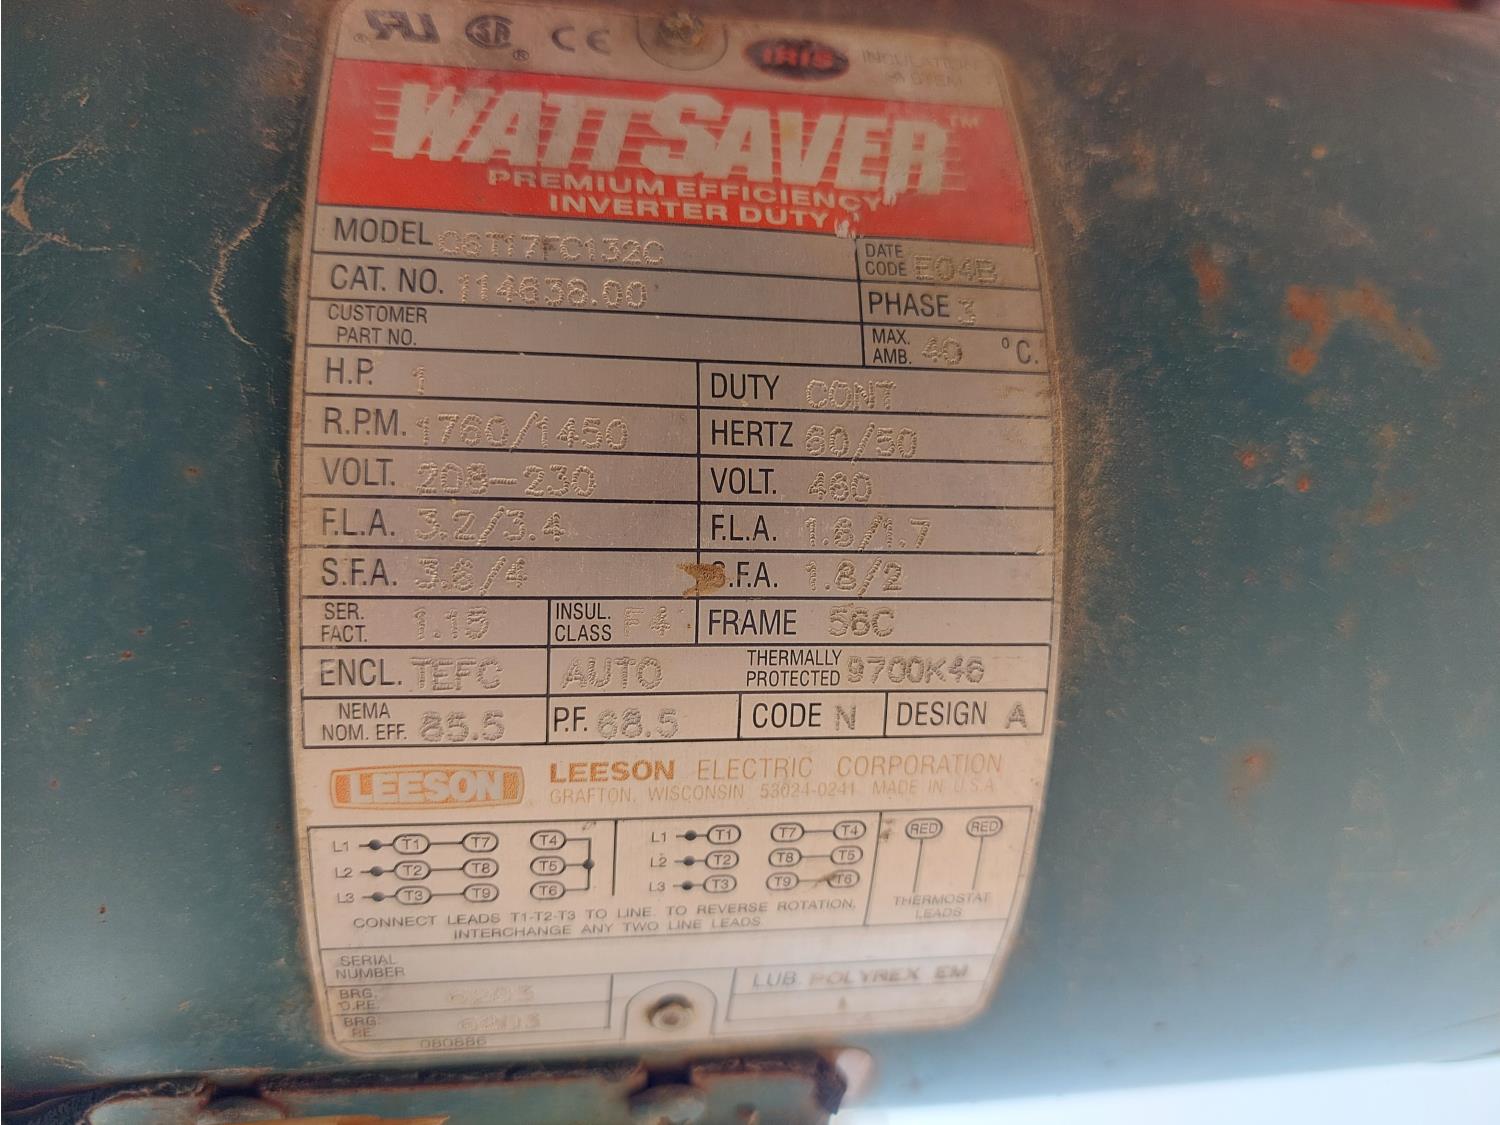 CE
IRIS INSULATION SYSTEM
WATTSAVER™
PREMIUM EFFICIENCY
INVERTER DUTY
MODEL C6T17FC132C
DATE CODE E04B
CAT. NO. 114638.00
PHASE 3
CUSTOMER PART NO.
MAX. AMB. 40 °C.
H.P. 1
DUTY CONT
R.P.M. 1760/1450
HERTZ 60/50
VOLT. 208-230
VOLT. 460
F.L.A. 3.2/3.4
F.L.A. 1.6/1.7
S.F.A. 3.6/4
S.F.A. 1.8/2
SER. FACT. 1.15
INSUL. CLASS F4
FRAME 56C
ENCL. TEFC
AUTO
THERMALLY PROTECTED 9700K46
NEMA NOM. EFF. 85.5
P.F. 68.5
CODE N
DESIGN A
LEESON
LEESON ELECTRIC CORPORATION
GRAFTON, WISCONSIN 53024-0241 MADE IN U.S.A.
L1 T1 T7 T4
L2 T2 T8 T5
L3 T3 T9 T6
L1 T1 T7 T4
L2 T2 T8 T5
L3 T3 T9 T6
RED RED
THERMOSTAT LEADS
CONNECT LEADS T1-T2-T3 TO LINE. TO REVERSE ROTATION,
INTERCHANGE ANY TWO LINE LEADS.
SERIAL NUMBER
LUB. POLYREX EM
BRG. O.P.E. 6203
BRG. P.E.
080886